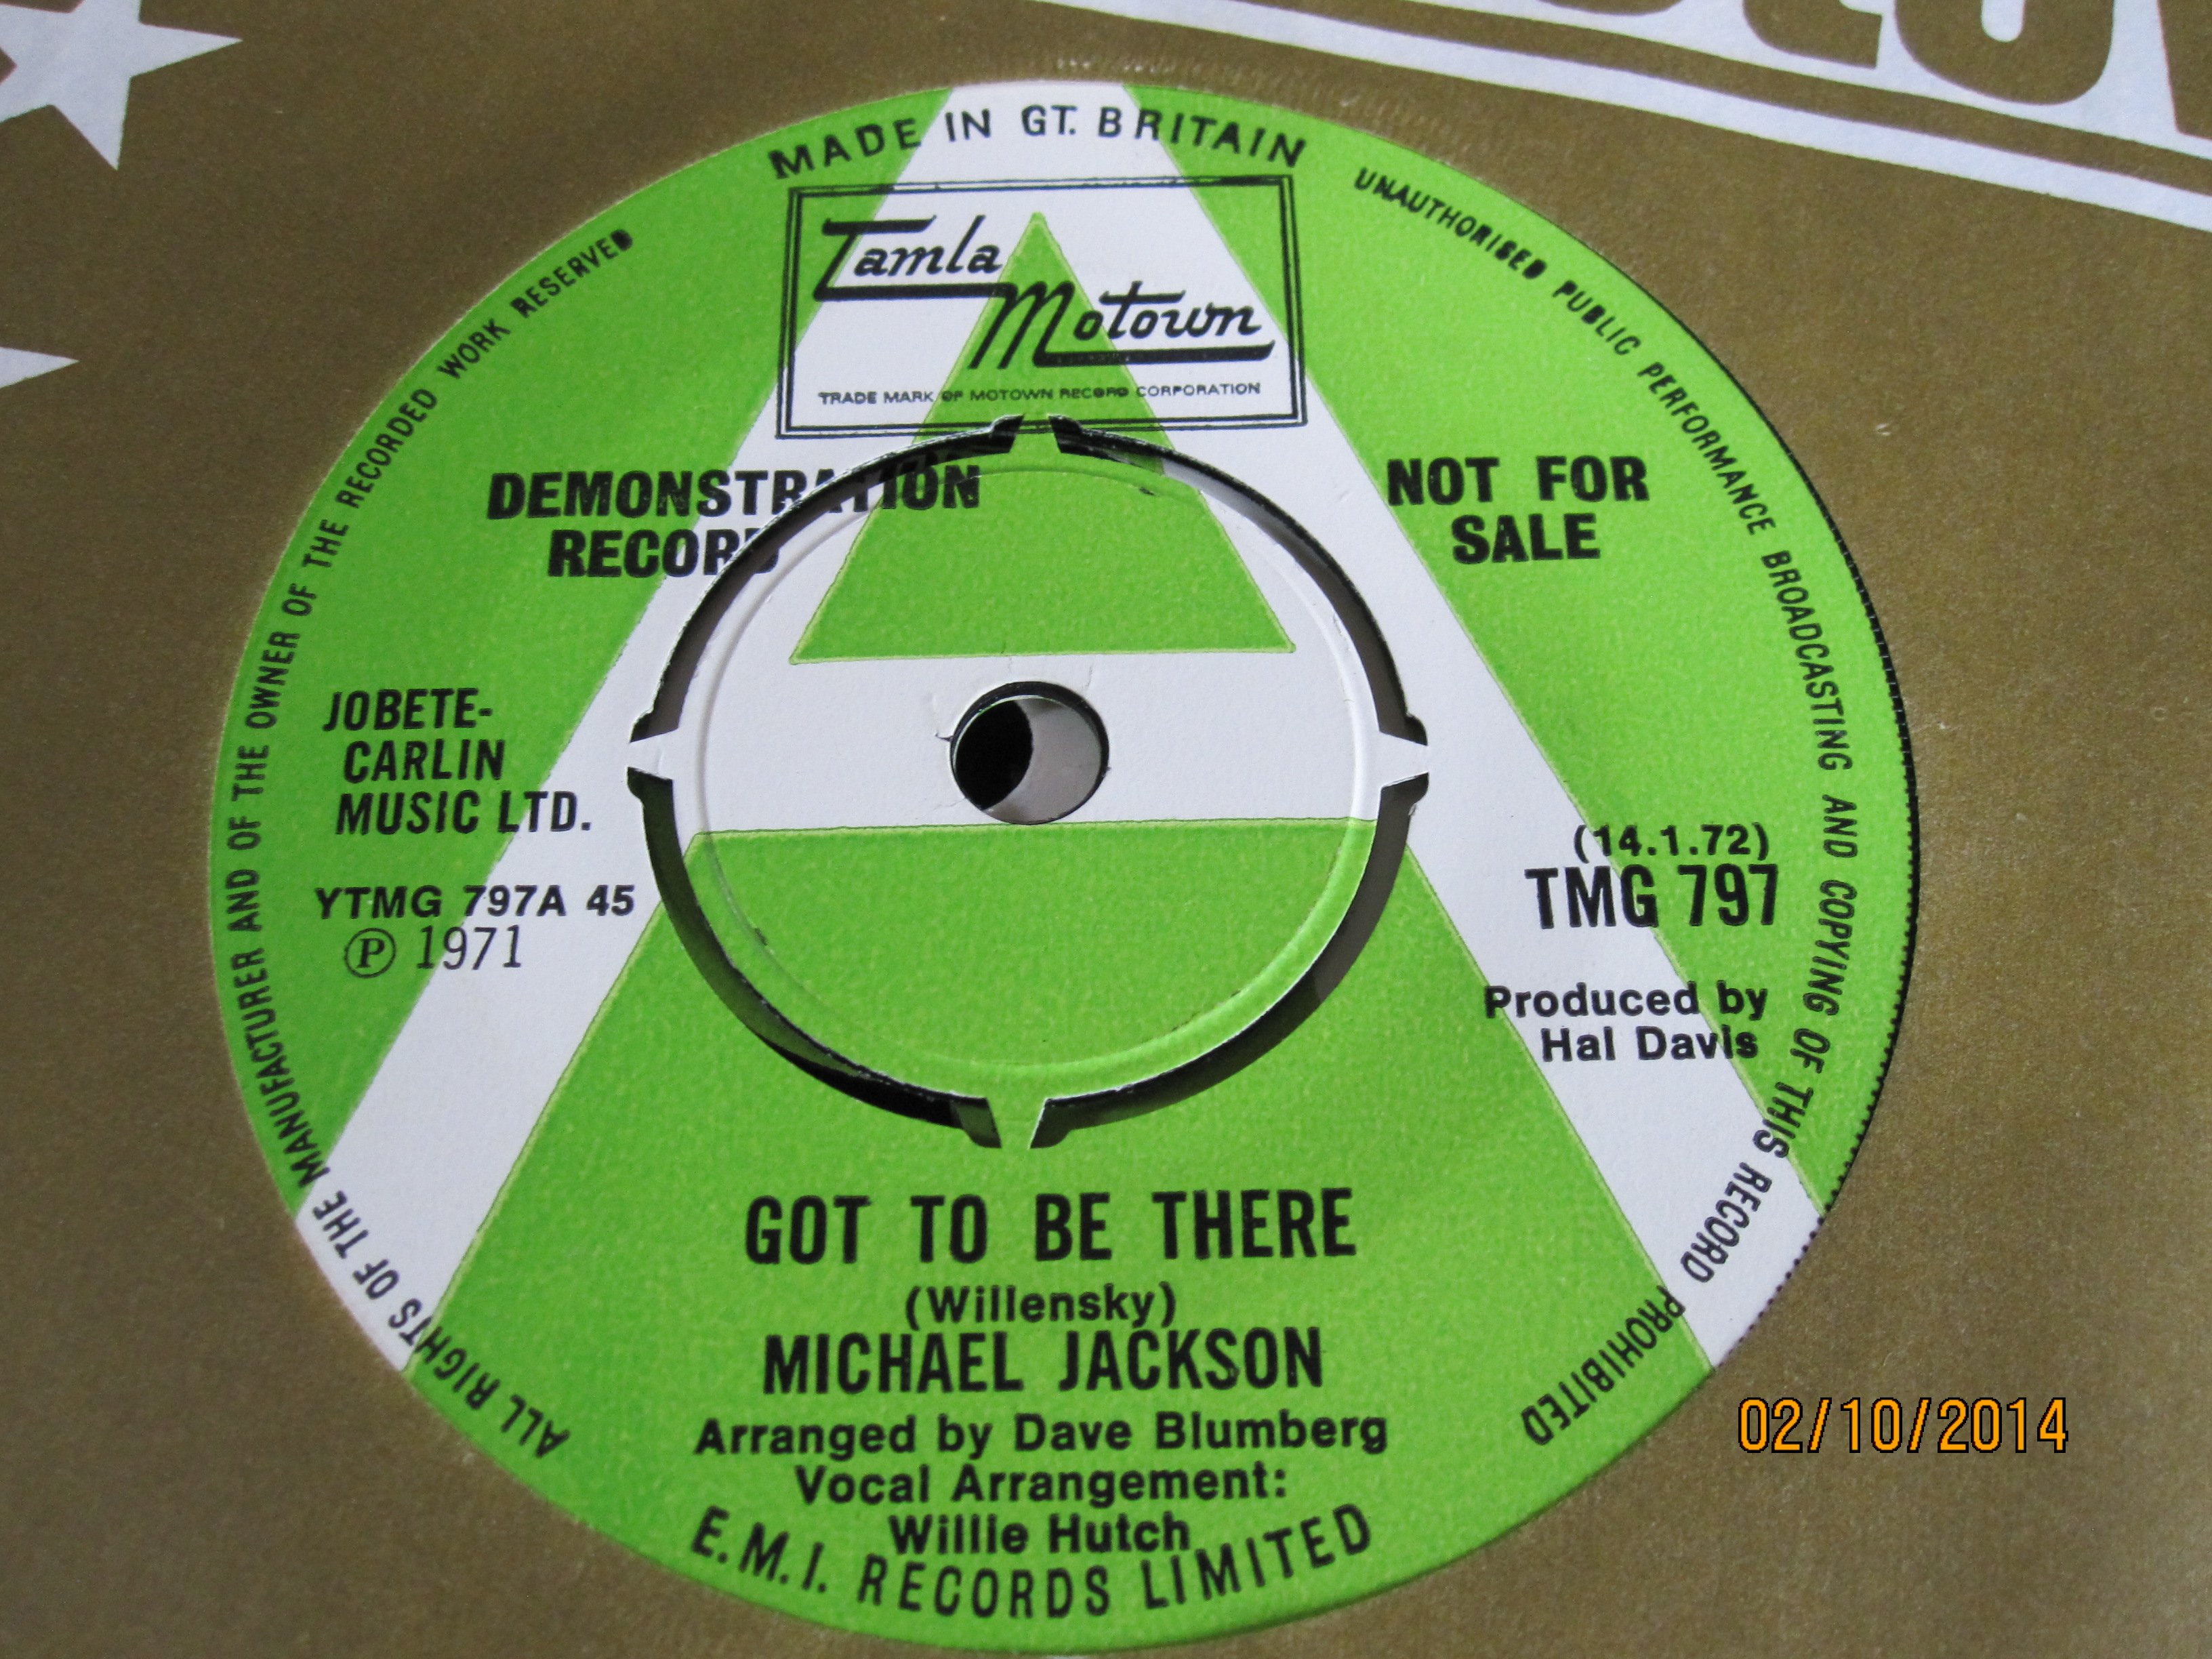 MADE IN GT. BRITAIN
UNAUTHORISED PUBLIC PERFORMANCE BROADCASTING AND COPYING OF THIS RECORD PROHIBITED
ALL RIGHTS OF THE MANUFACTURER AND OF THE OWNER OF THE RECORDED WORK RESERVED
Tamla
Motown
TRADE MARK OF MOTOWN RECORD CORPORATION
DEMONSTRATION
RECORD
NOT FOR
SALE
JOBETE-
CARLIN
MUSIC LTD.
YTMG 797A 45
Ⓟ 1971
(14.1.72)
TMG 797
Produced by
Hal Davis
GOT TO BE THERE
(Willensky)
MICHAEL JACKSON
Arranged by Dave Blumberg
Vocal Arrangement:
Willie Hutch
E.M.I. RECORDS LIMITED
02/10/2014